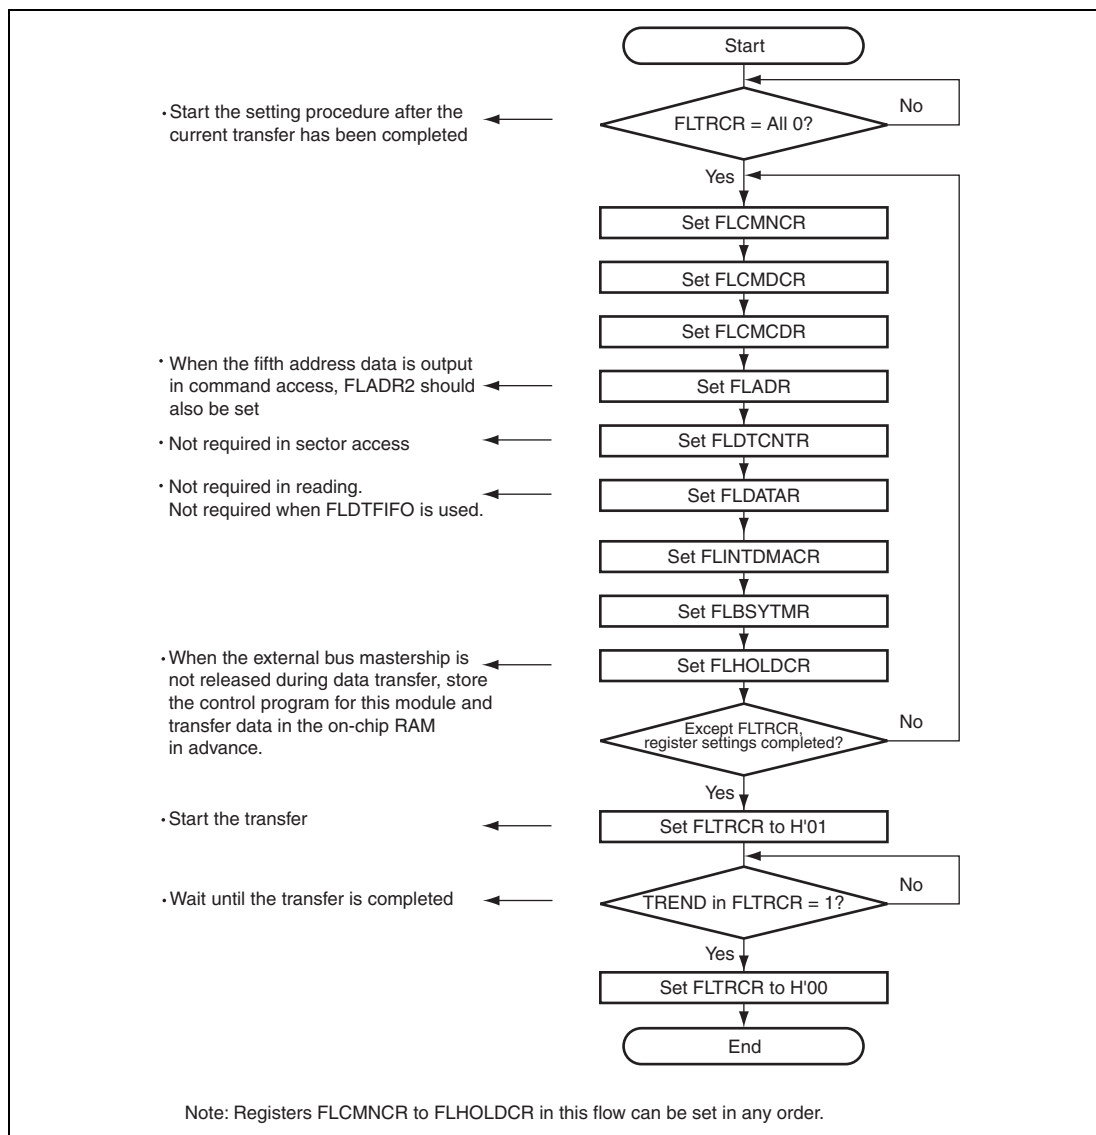 Start
No
· Start the setting procedure after the
current transfer has been completed
FLTRCR = All 0?
Yes
Set FLCMNCR
Set FLCMDCR
Set FLCMCDR
· When the fifth address data is output
in command access, FLADR2 should
also be set
Set FLADR
· Not required in sector access
Set FLDTCNTR
· Not required in reading.
Not required when FLDTFIFO is used.
Set FLDATAR
Set FLINTDMACR
Set FLBSYTMR
· When the external bus mastership is
not released during data transfer, store
the control program for this module and
transfer data in the on-chip RAM
in advance.
Set FLHOLDCR
Except FLTRCR,
register settings completed?
No
Yes
· Start the transfer
Set FLTRCR to H'01
· Wait until the transfer is completed
TREND in FLTRCR = 1?
No
Yes
Set FLTRCR to H'00
End
Note: Registers FLCMNCR to FLHOLDCR in this flow can be set in any order.